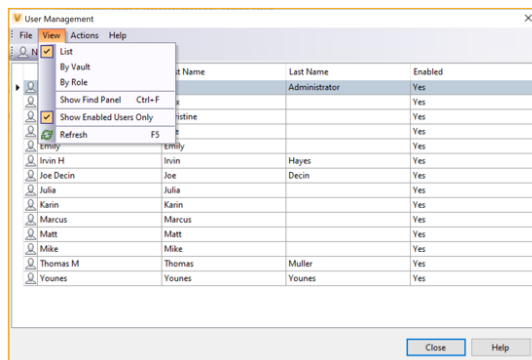 User Management
File View Actions Help
N
List
By Vault
By Role
Show Find Panel Ctrl+F
Show Enabled Users Only
Refresh F5
st Name Last Name Enabled
Administrator Yes
x Yes
ristine Yes
e Yes
Emily Emily Yes
Irvin H Irvin Hayes Yes
Joe Decin Joe Decin Yes
Julia Julia Yes
Karin Karin Yes
Marcus Marcus Yes
Matt Matt Yes
Mike Mike Yes
Thomas M Thomas Muller Yes
Younes Younes Younes Yes
Close Help